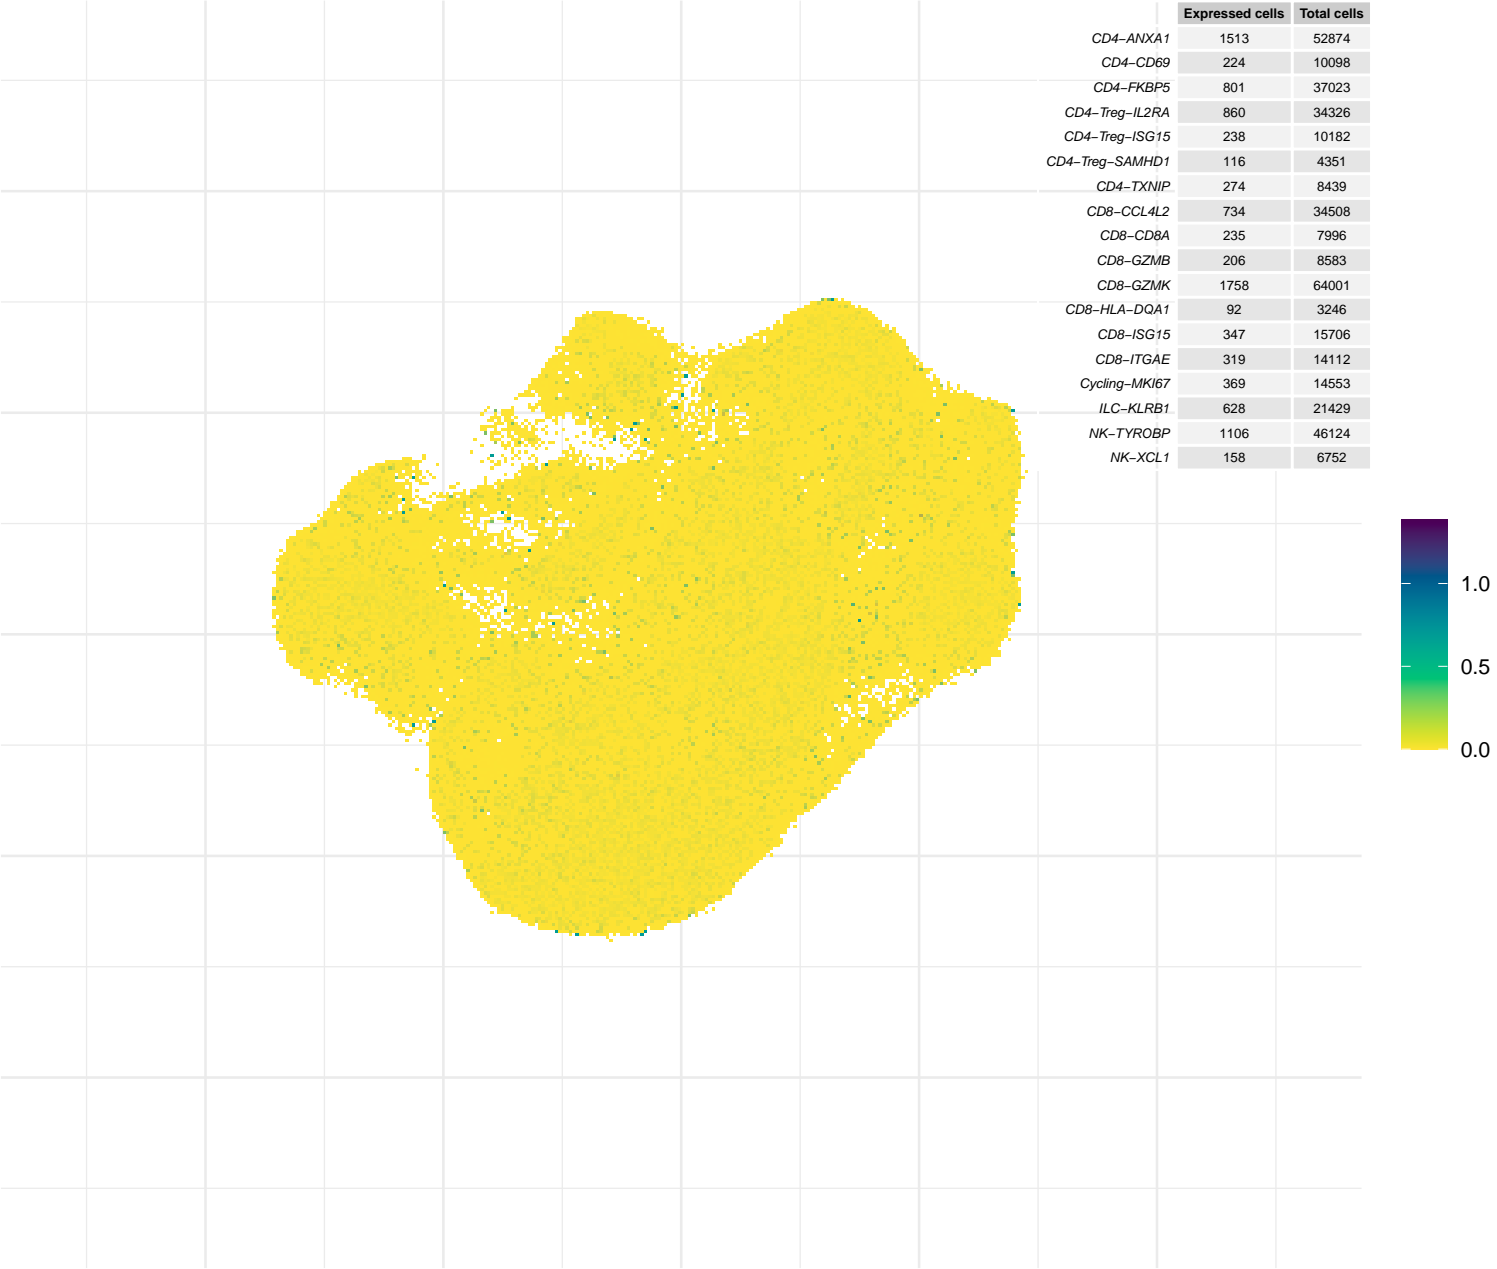 Expressed cells Total cells
CD4−ANXA1 1513 52874
CD4−CD69 224 10098
CD4−FKBP5 801 37023
CD4−Treg−IL2RA 860 34326
CD4−Treg−ISG15 238 10182
CD4−Treg−SAMHD1 116 4351
CD4−TXNIP 274 8439
CD8−CCL4L2 734 34508
CD8−CD8A 235 7996
CD8−GZMB 206 8583
CD8−GZMK 1758 64001
CD8−HLA−DQA1 92 3246
CD8−ISG15 347 15706
CD8−ITGAE 319 14112
Cycling−MKI67 369 14553
ILC−KLRB1 628 21429
NK−TYROBP 1106 46124
NK−XCL1 158 6752
1.0
0.5
0.0